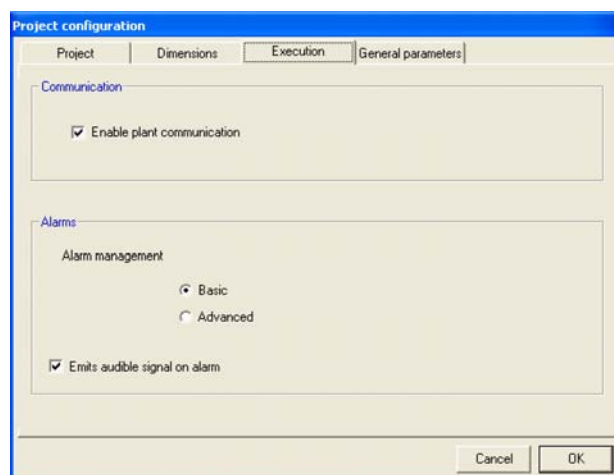 Project configuration
Project Dimensions Execution General parameters
Communication
Enable plant communication
Alarms
Alarm management
Basic
Advanced
Emits audible signal on alarm
Cancel OK